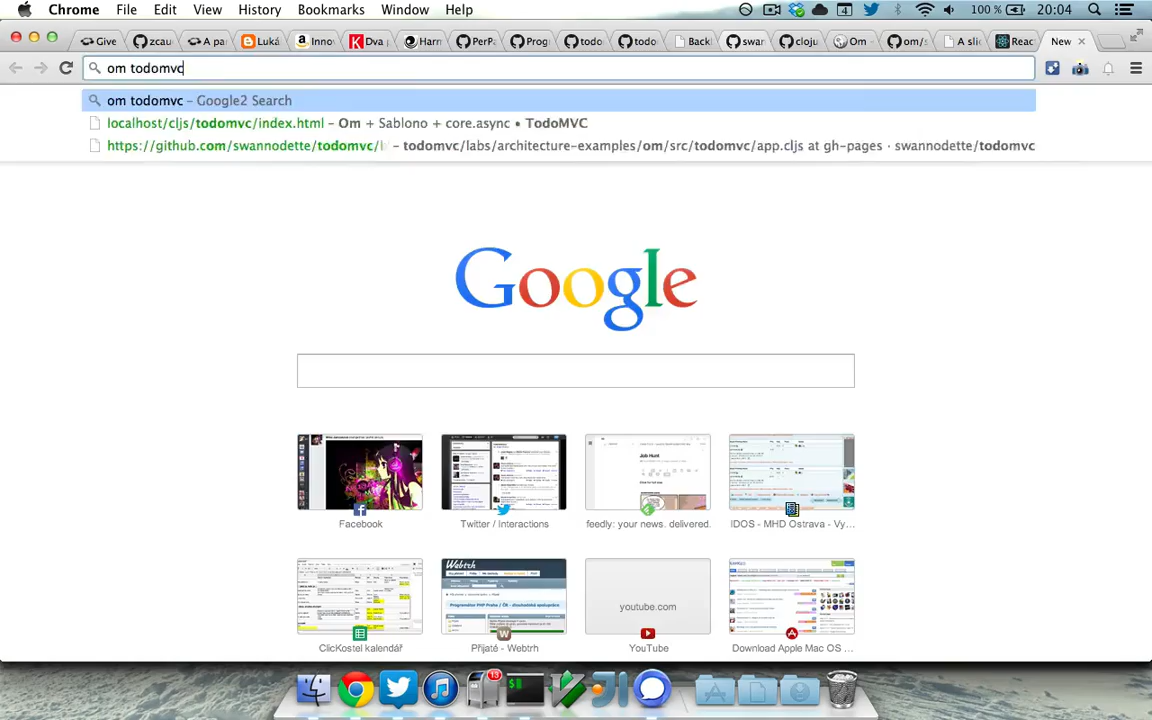 Chrome File Edit View History Bookmarks Window Help 4 100 % 20:04
Give zcau A pa Luká Inno Dva Harr PerPa Prog todo todo Back swan cloju Om om/s A slic Reac New
om todomvc
om todomvc – Google2 Search
localhost/cljs/todomvc/index.html – Om + Sablono + core.async • TodoMVC
https://github.com/swannodette/todomvc/ – todomvc/labs/architecture-examples/om/src/todomvc/app.cljs at gh-pages · swannodette/todomvc
Google
Job Hunt
Facebook
Twitter / Interactions
feedly: your news. delivered.
IDOS - MHD Ostrava - Vy...
Webtrh
youtube.com
ClicKostel kalendář
Přijaté - Webtrh
YouTube
Download Apple Mac OS ...
13